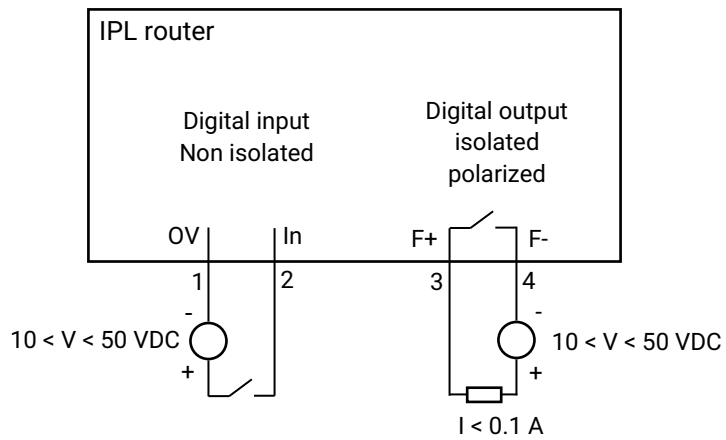 IPL router
Digital input
Non isolated
Digital output
isolated
polarized
OV
In
F+
F-
1
2
3
4
-
10 < V < 50 VDC
+
-
10 < V < 50 VDC
+
I < 0.1 A